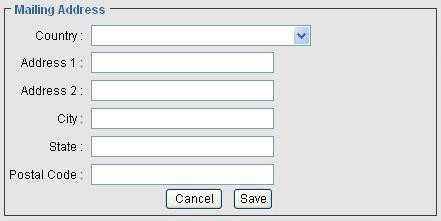 Mailing Address
Country :
Address 1 :
Address 2 :
City :
State :
Postal Code :
Cancel Save